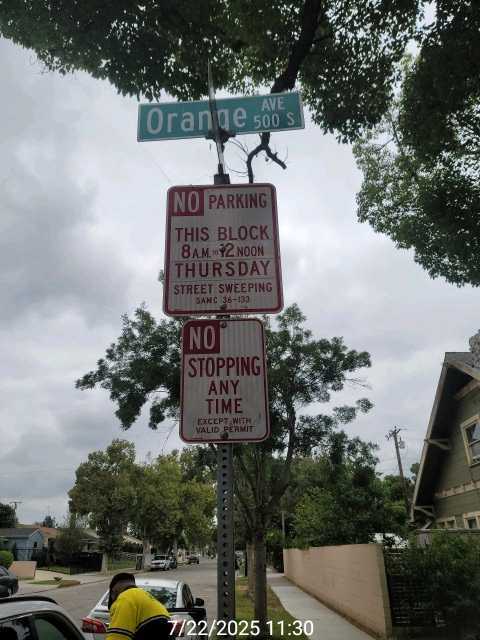 Orange AVE
500 S
NO PARKING
THIS BLOCK
8 A.M. TO 12 NOON
THURSDAY
STREET SWEEPING
SAMC 36-133
NO
STOPPING
ANY
TIME
EXCEPT WITH
VALID PERMIT
7/22/2025 11:30